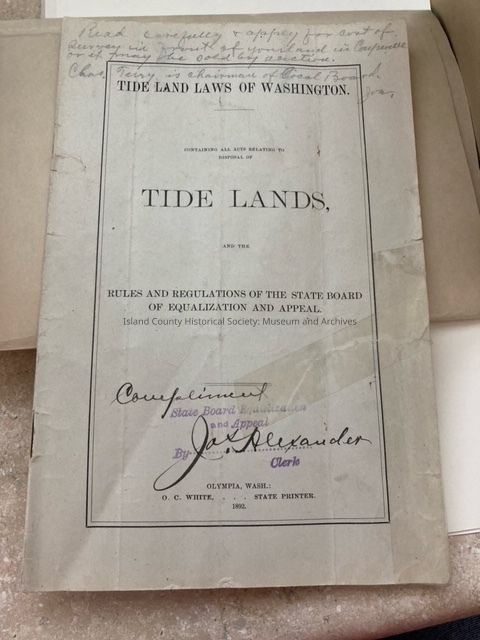 Read carefully & apply for cost of
survey in front of your land in Coupeville
or it may be sold by auction.
Chas. Terry is chairman of Local Board.
Jos.
TIDE LAND LAWS OF WASHINGTON.
CONTAINING ALL ACTS RELATING TO
DISPOSAL OF
TIDE LANDS,
AND THE
RULES AND REGULATIONS OF THE STATE BOARD
OF EQUALIZATION AND APPEAL.
Island County Historical Society: Museum and Archives
Compliment
State Board Equalization
and Appeal
By Jos. Alexander
Clerk
OLYMPIA, WASH.:
O. C. WHITE, . . . STATE PRINTER.
1892.